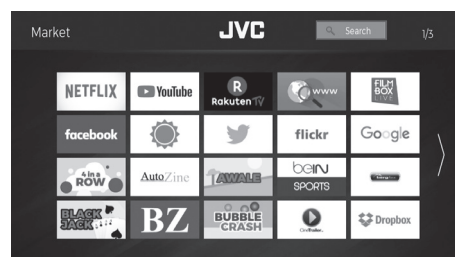 Market
JVC
Search
1/3
NETFLIX
YouTube
R
Rakuten TV
www
FILM
BOX
LIVE
facebook
flickr
Google
4 in a
ROW
AutoZine
AWALE
beIN
SPORTS
BLACK
JACK
BZ
BUBBLE
CRASH
CineTrailer
Dropbox